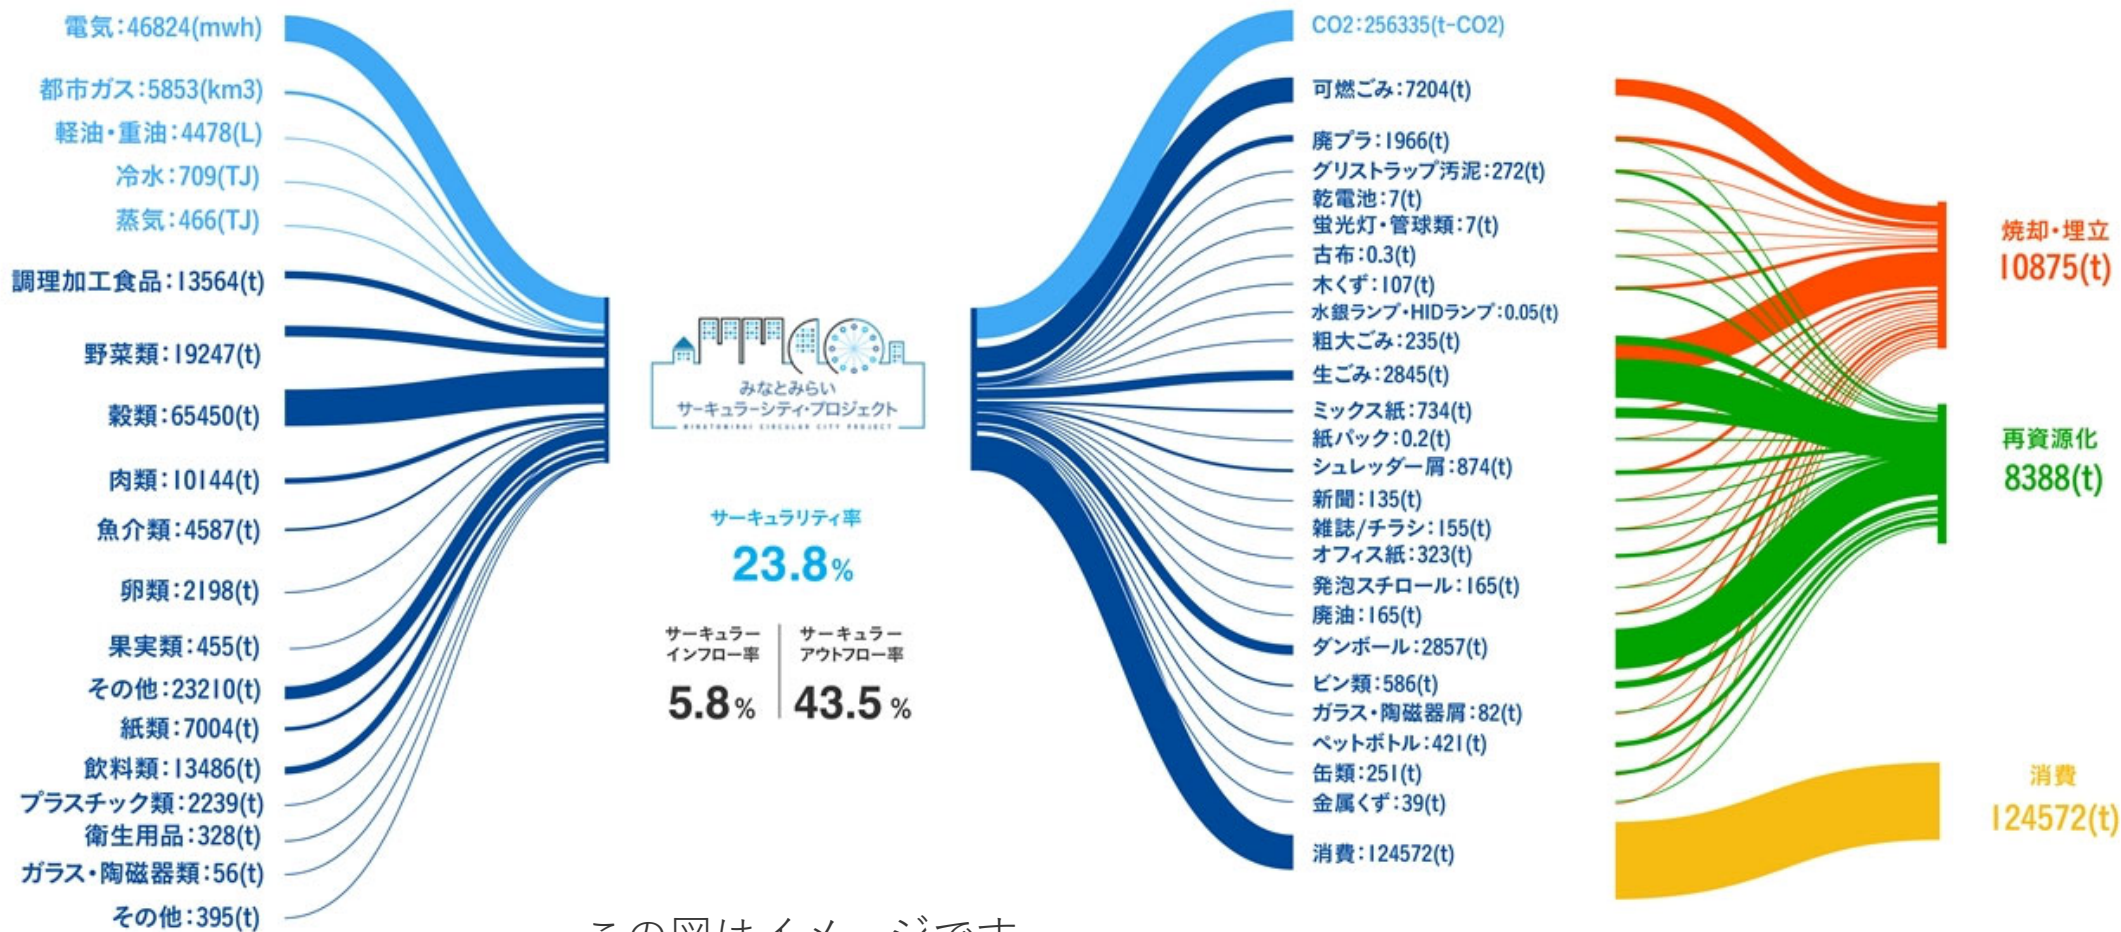 電気:46824(mwh)
都市ガス:5853(km3)
軽油・重油:4478(L)
冷水:709(TJ)
蒸気:466(TJ)
調理加工食品:13564(t)
野菜類:19247(t)
穀類:65450(t)
肉類:10144(t)
魚介類:4587(t)
卵類:2198(t)
果実類:455(t)
その他:23210(t)
紙類:7004(t)
飲料類:13486(t)
プラスチック類:2239(t)
衛生用品:328(t)
ガラス・陶磁器類:56(t)
その他:395(t)
みなとみらい
サーキュラーシティ・プロジェクト
MINATOMIRAI CIRCULAR CITY PROJECT
サーキュラリティ率
23.8%
サーキュラー
インフロー率
5.8%
サーキュラー
アウトフロー率
43.5%
この図はイメージです
CO2:256335(t-CO2)
可燃ごみ:7204(t)
廃プラ:1966(t)
グリストラップ汚泥:272(t)
乾電池:7(t)
蛍光灯・管球類:7(t)
古布:0.3(t)
木くず:107(t)
水銀ランプ・HIDランプ:0.05(t)
粗大ごみ:235(t)
生ごみ:2845(t)
ミックス紙:734(t)
紙パック:0.2(t)
シュレッダー屑:874(t)
新聞:135(t)
雑誌/チラシ:155(t)
オフィス紙:323(t)
発泡スチロール:165(t)
廃油:165(t)
ダンボール:2857(t)
ビン類:586(t)
ガラス・陶磁器屑:82(t)
ペットボトル:421(t)
缶類:251(t)
金属くず:39(t)
消費:124572(t)
焼却・埋立
10875(t)
再資源化
8388(t)
消費
124572(t)